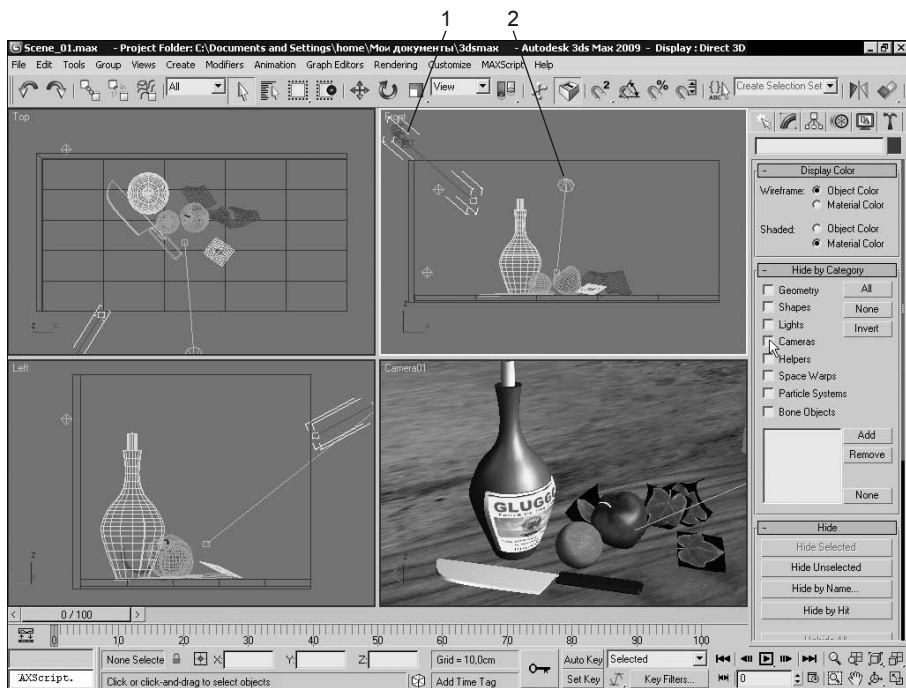 1 2
Scene_01.max - Project Folder: C:\Documents and Settings\home\Мои документы\3dsmax - Autodesk 3ds Max 2009 - Display : Direct 3D
File Edit Tools Group Views Create Modifiers Animation Graph Editors Rendering Customize MAXScript Help
All View Create Selection Set
Top
Front
Left
Camera01
z x
z x
z
GLUGGO
- Display Color
Wireframe: Object Color
Material Color
Shaded: Object Color
Material Color
- Hide by Category
Geometry All
Shapes None
Lights Invert
Cameras
Helpers
Space Warps
Particle Systems
Bone Objects
Add
Remove
None
- Hide
Hide Selected
Hide Unselected
Hide by Name...
Hide by Hit
Unhide All
< 0 / 100 >
0 10 20 30 40 50 60 70 80 90 100
None Selecte X: Y: Z: Grid = 10,0cm Auto Key Selected
AXScript. Click or click-and-drag to select objects Add Time Tag Set Key Key Filters... 0